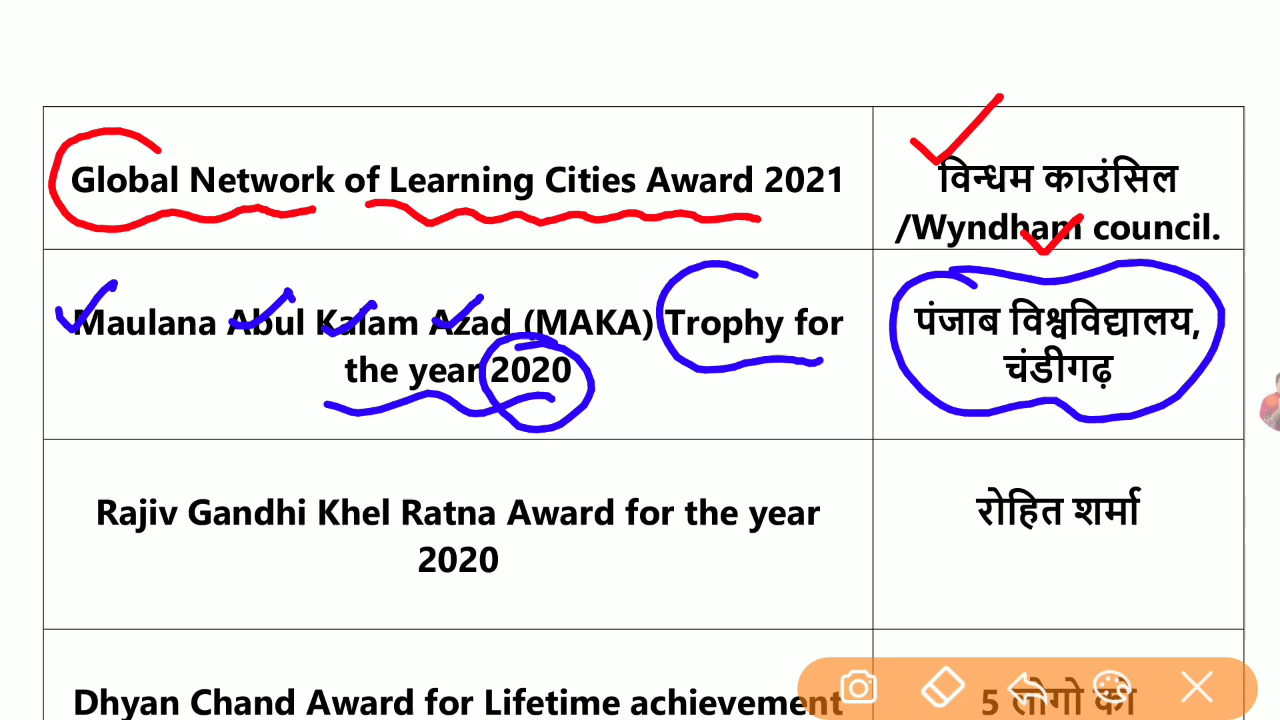 Global Network of Learning Cities Award 2021
विन्धम काउंसिल
/Wyndham council.
Maulana Abul Kalam Azad (MAKA) Trophy for
the year 2020
पंजाब विश्वविद्यालय,
चंडीगढ़
Rajiv Gandhi Khel Ratna Award for the year
2020
रोहित शर्मा
Dhyan Chand Award for Lifetime achievement
5 लोगो को